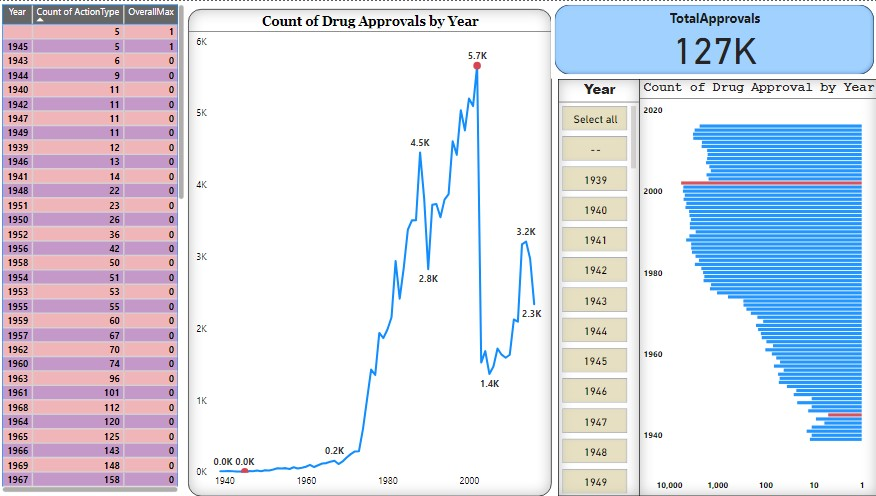 Year Count of ActionType OverallMax
5 1
1945 5 1
1943 6 0
1944 9 0
1940 11 0
1942 11 0
1947 11 0
1949 11 0
1939 12 0
1946 13 0
1941 14 0
1948 22 0
1951 23 0
1950 26 0
1952 36 0
1956 42 0
1958 50 0
1954 51 0
1953 53 0
1955 55 0
1959 60 0
1957 67 0
1962 70 0
1960 74 0
1963 96 0
1961 101 0
1968 112 0
1964 120 0
1965 125 0
1966 143 0
1969 148 0
1967 158 0
Count of Drug Approvals by Year
6K
5K
4K
3K
2K
1K
0K
5.7K
4.5K
2.8K
3.2K
2.3K
1.4K
0.2K
0.0K 0.0K
1940 1960 1980 2000
TotalApprovals
127K
Year
Select all
--
1939
1940
1941
1942
1943
1944
1945
1946
1947
1948
1949
Count of Drug Approval by Year
2020
2000
1980
1960
1940
10,000 1,000 100 10 1